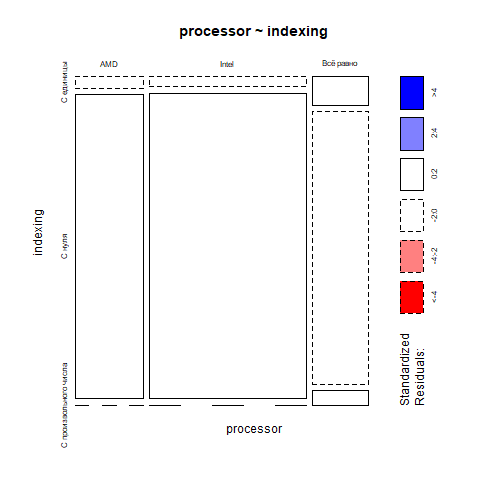 processor ~ indexing
AMD
Intel
Всё равно
С единицы
С нуля
С произвольного числа
indexing
processor
>4
2:4
0:2
-2:0
-4:-2
<-4
Standardized
Residuals: